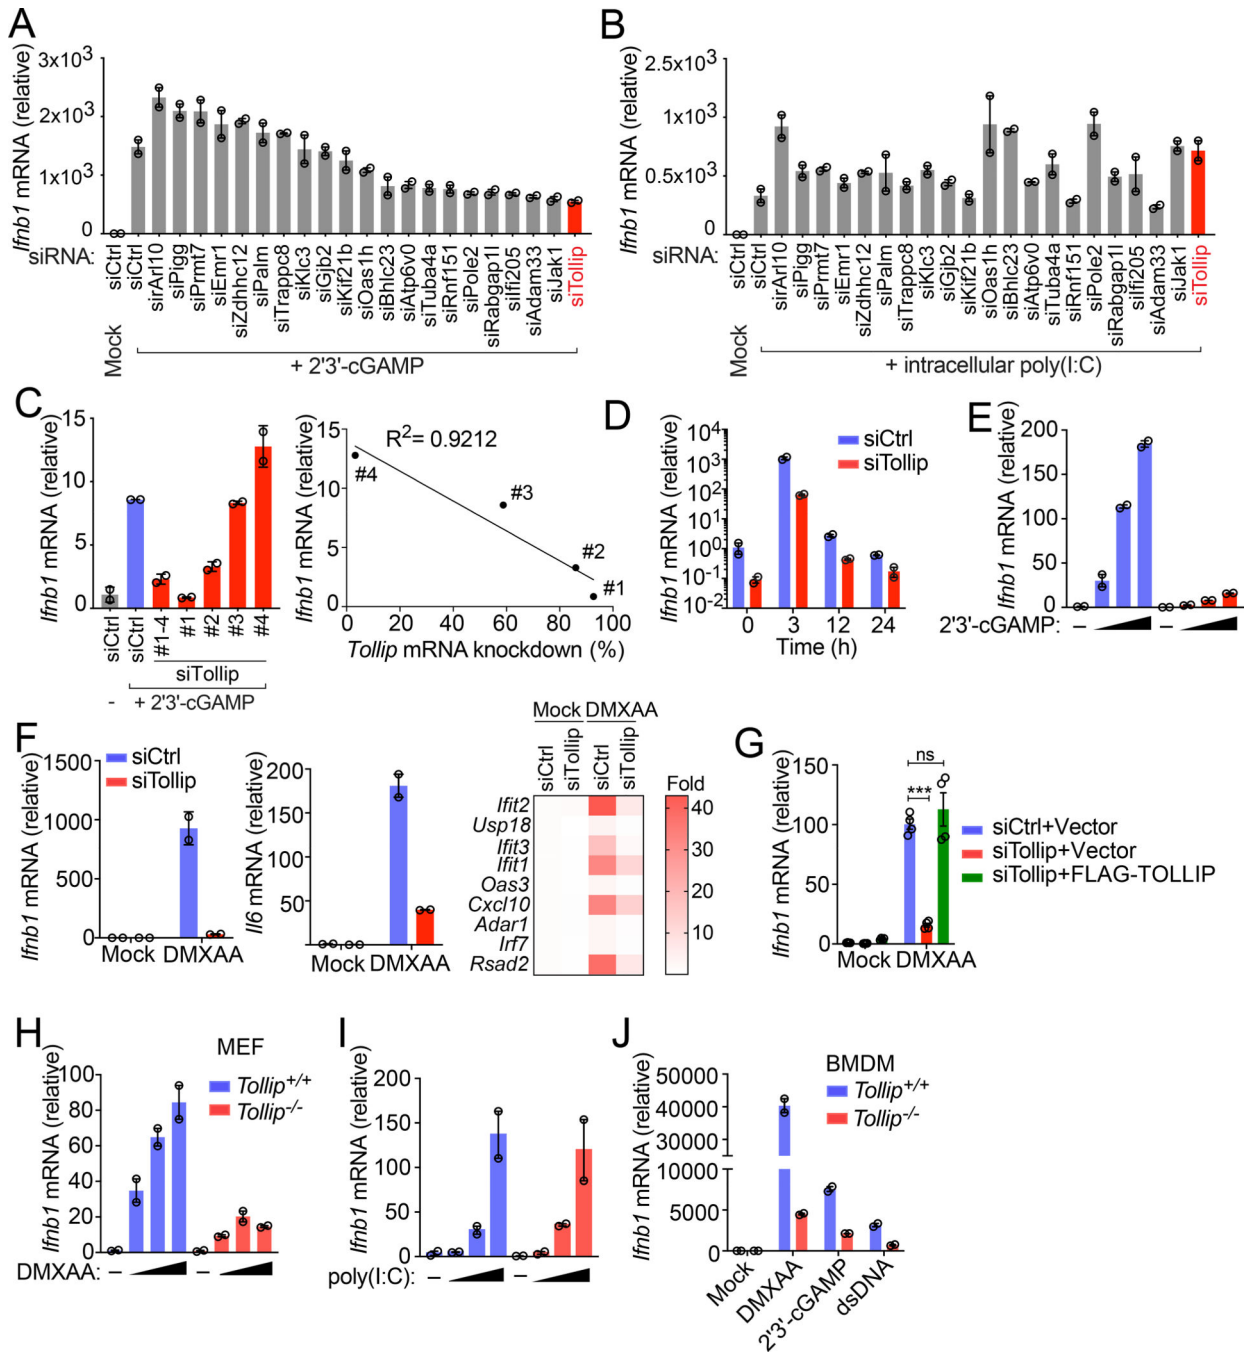 A
Ifnb1 mRNA (relative)
3x10³
2x10³
1x10³
0
siRNA:
siCtrl
siCtrl
sirArl10
siPigg
siPrmt7
siEmr1
siZdhhc12
siPalm
siTrappc8
siKlc3
siGjb2
siKif21b
siOas1h
siBhlc23
siAtp6v0
siTuba4a
siRnf151
siPole2
siRabgap1l
siIfi205
siAdam33
siJak1
siTollip
Mock
+ 2'3'-cGAMP
B
Ifnb1 mRNA (relative)
2.5x10³
1x10³
0.5x10³
0
siRNA:
siCtrl
siCtrl
sirArl10
siPigg
siPrmt7
siEmr1
siZdhhc12
siPalm
siTrappc8
siKlc3
siGjb2
siKif21b
siOas1h
siBhlc23
siAtp6v0
siTuba4a
siRnf151
siPole2
siRabgap1l
siIfi205
siAdam33
siJak1
siTollip
Mock
+ intracellular poly(I:C)
C
Ifnb1 mRNA (relative)
15
10
5
0
siCtrl
siCtrl
#1-4
#1
#2
#3
#4
siTollip
-
+ 2'3'-cGAMP
Ifnb1 mRNA (relative)
15
10
5
0
R²= 0.9212
#4
#3
#2
#1
0 20 40 60 80 100
Tollip mRNA knockdown (%)
D
Ifnb1 mRNA (relative)
10⁴
10³
10²
10¹
10⁰
10⁻¹
10⁻²
siCtrl
siTollip
0 3 12 24
Time (h)
E
Ifnb1 mRNA (relative)
200
150
100
50
0
2'3'-cGAMP: – –
F
Ifnb1 mRNA (relative)
1500
1000
500
0
siCtrl
siTollip
Mock DMXAA
Il6 mRNA (relative)
200
150
100
50
Mock DMXAA
Mock DMXAA
siCtrl
siTollip
siCtrl
siTollip
Ifit2
Usp18
Ifit3
Ifit1
Oas3
Cxcl10
Adar1
Irf7
Rsad2
Fold
40
30
20
10
G
Ifnb1 mRNA (relative)
150
100
50
0
ns
***
Mock DMXAA
siCtrl+Vector
siTollip+Vector
siTollip+FLAG-TOLLIP
H
MEF
Ifnb1 mRNA (relative)
100
80
60
40
20
0
Tollip+/+
Tollip-/-
DMXAA: – –
I
Ifnb1 mRNA (relative)
200
150
100
50
0
poly(I:C): – –
J
BMDM
Ifnb1 mRNA (relative)
50000
40000
30000
10000
5000
0
Tollip+/+
Tollip-/-
Mock
DMXAA
2'3'-cGAMP
dsDNA